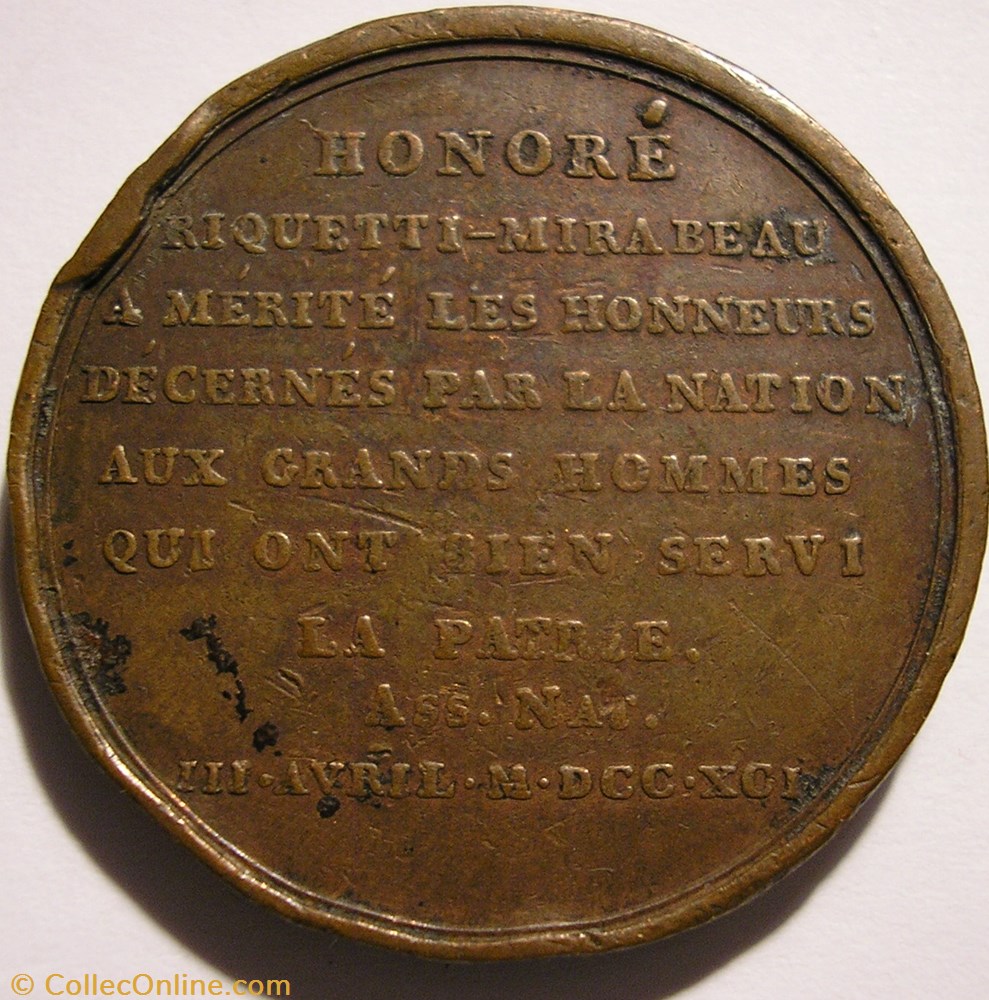 HONORÉ
RIQUETTI-MIRABEAU
A MÉRITÉ LES HONNEURS
DÉCERNÉS PAR LA NATION
AUX GRANDS HOMMES
QUI ONT BIEN SERVI
LA PATRIE.
ASS. NAT.
III·AVRIL·M·DCC·XCI
© CollecOnline.com